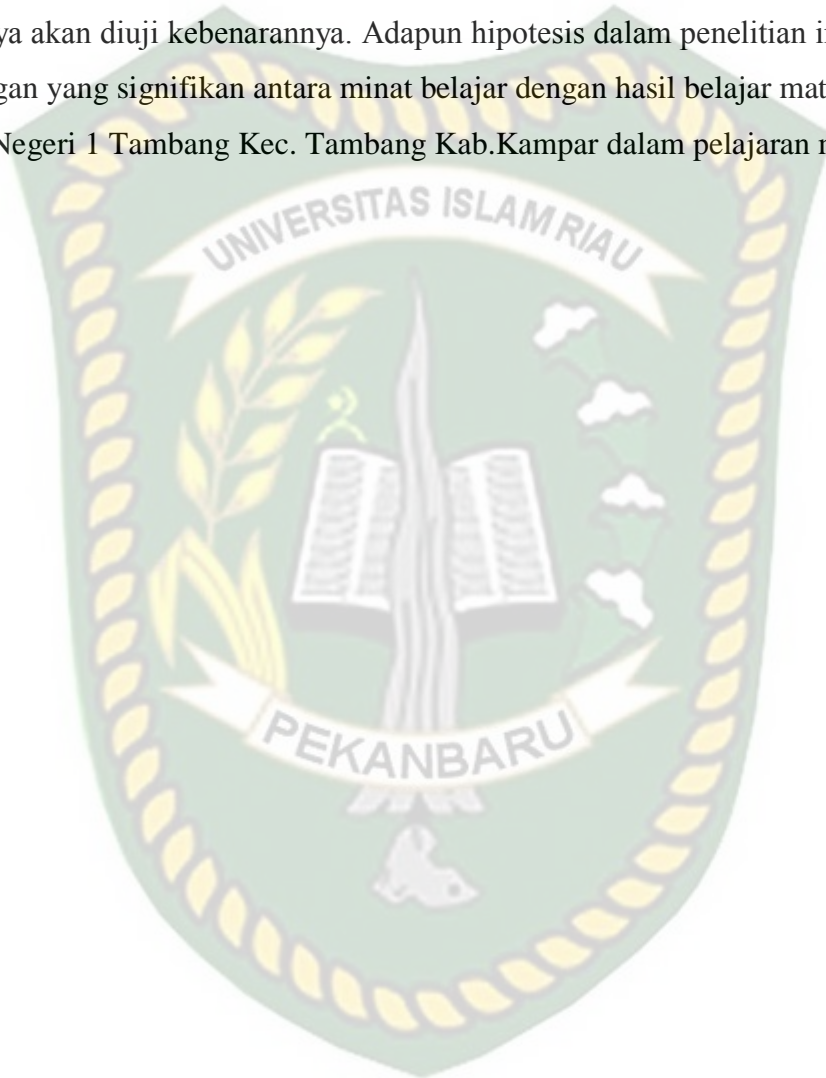 ya akan diuji kebenarannya. Adapun hipotesis dalam penelitian i
gan yang signifikan antara minat belajar dengan hasil belajar mat
Negeri 1 Tambang Kec. Tambang Kab.Kampar dalam pelajaran
UNIVERSITAS ISLAM RIAU
PEKANBARU